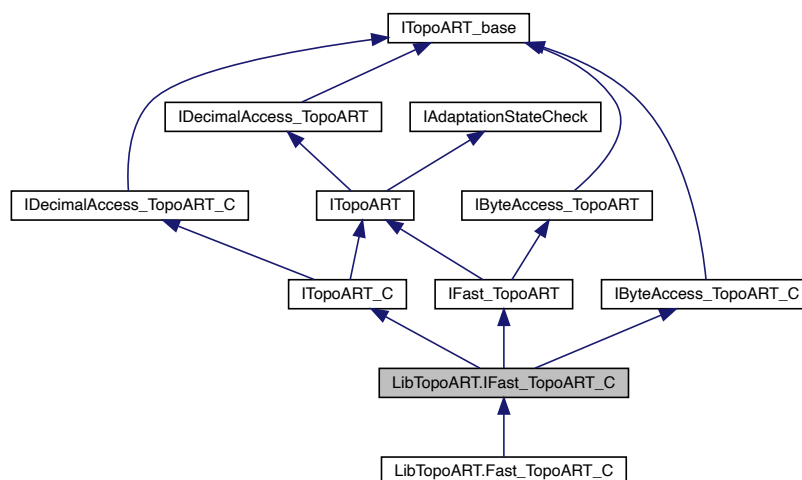 ITopoART_base
IDecimalAccess_TopoART
IAdaptationStateCheck
IDecimalAccess_TopoART_C
ITopoART
IByteAccess_TopoART
ITopoART_C
IFast_TopoART
IByteAccess_TopoART_C
LibTopoART.IFast_TopoART_C
LibTopoART.Fast_TopoART_C